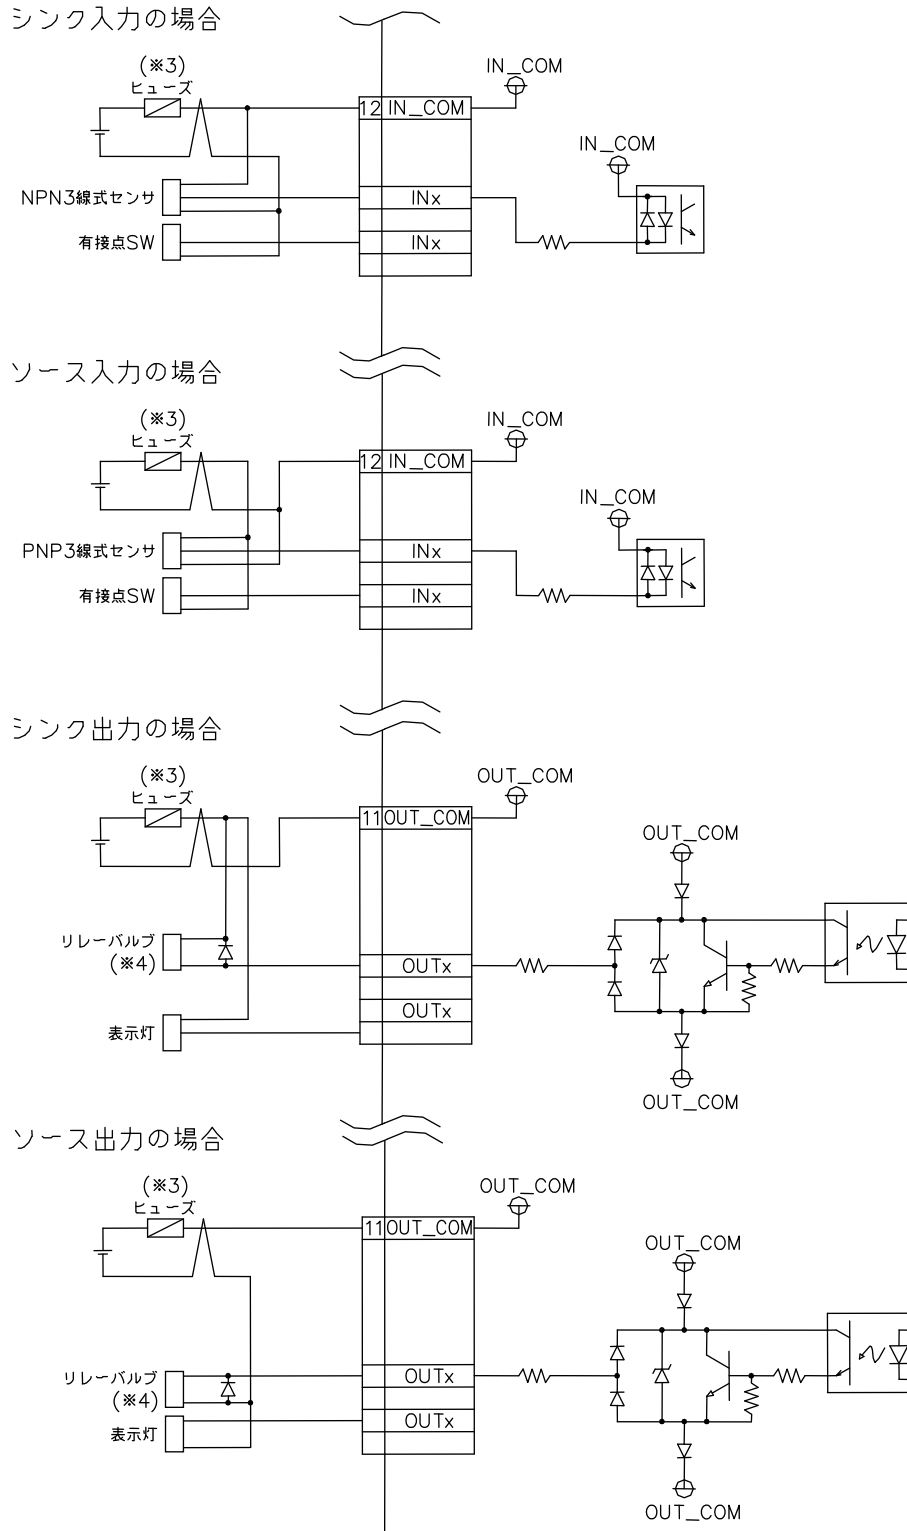 シンク入力の場合
(※3)
ヒューズ
IN_COM
12 IN_COM
IN_COM
NPN3線式センサ
INx
有接点SW
INx
ソース入力の場合
(※3)
ヒューズ
IN_COM
12 IN_COM
IN_COM
PNP3線式センサ
INx
有接点SW
INx
シンク出力の場合
(※3)
ヒューズ
OUT_COM
11 OUT_COM
OUT_COM
リレーバルブ
(※4)
OUTx
OUTx
表示灯
OUT_COM
ソース出力の場合
(※3)
ヒューズ
OUT_COM
11 OUT_COM
OUT_COM
リレーバルブ
(※4)
OUTx
表示灯
OUTx
OUT_COM